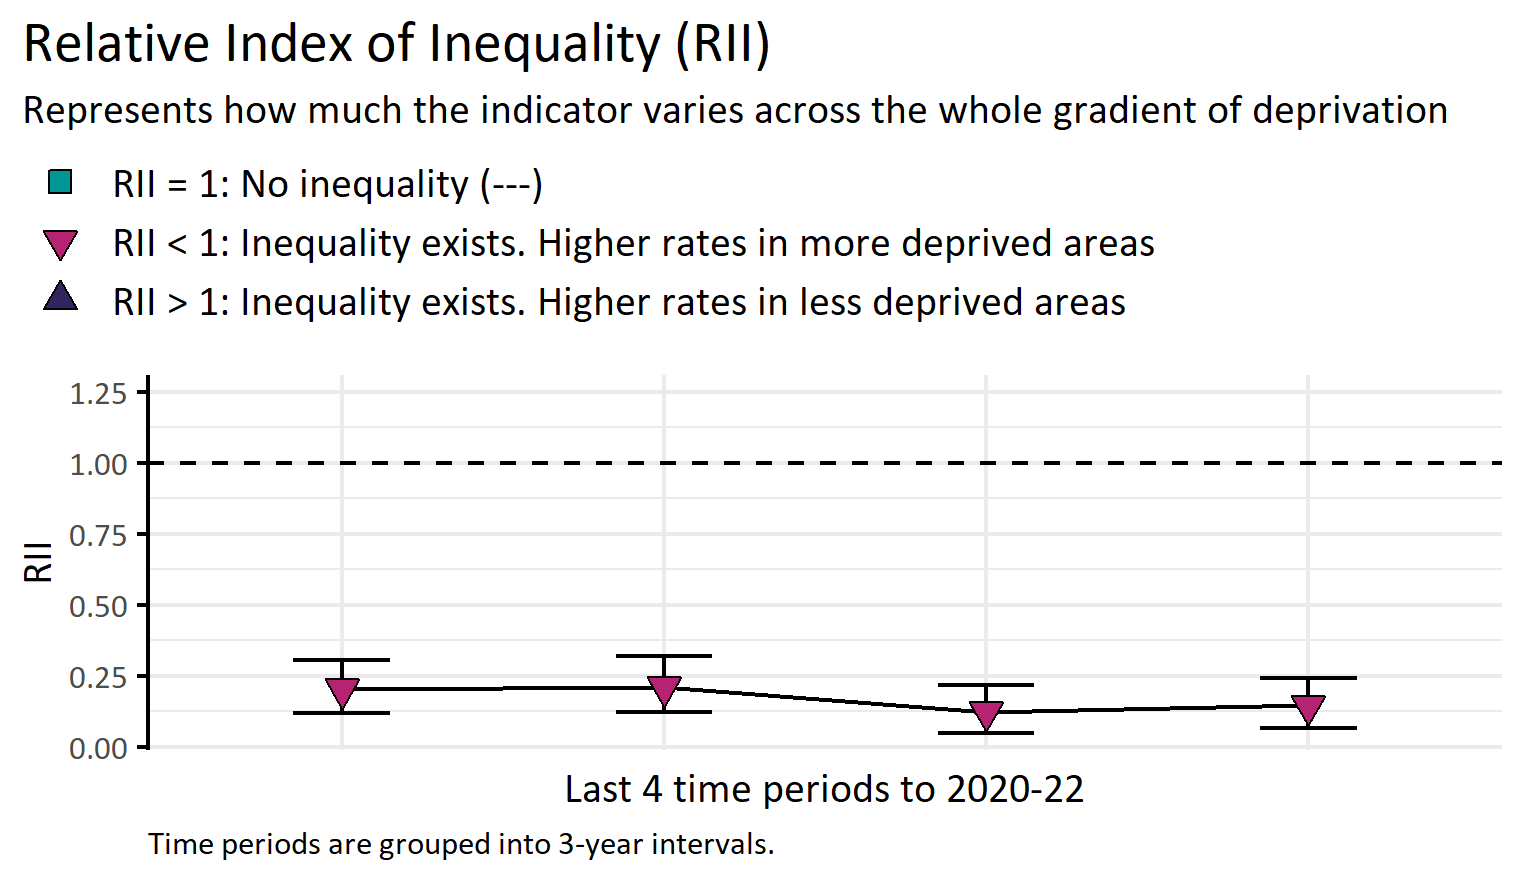 Relative Index of Inequality (RII)
Represents how much the indicator varies across the whole gradient of deprivation
RII = 1: No inequality (---)
RII < 1: Inequality exists. Higher rates in more deprived areas
RII > 1: Inequality exists. Higher rates in less deprived areas
1.25
1.00
0.75
0.50
0.25
0.00
RII
Last 4 time periods to 2020-22
Time periods are grouped into 3-year intervals.